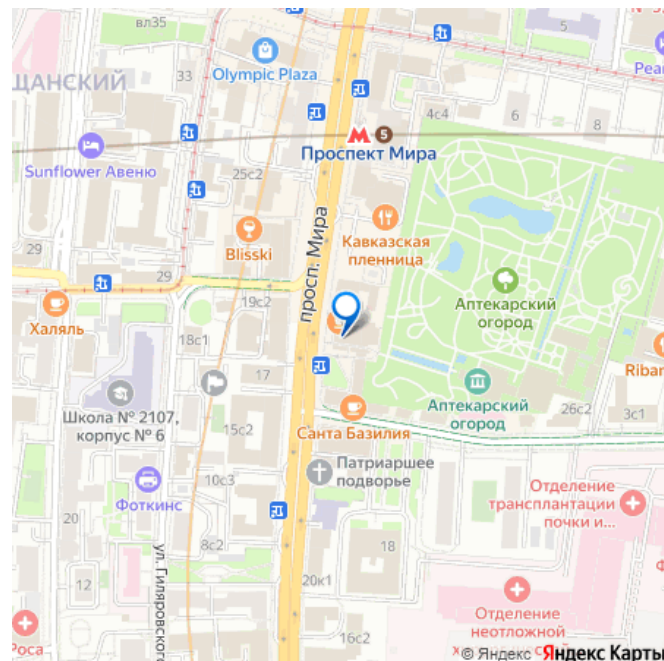 вл35
5
Olympic Plaza
33
ЩАНСКИЙ
4с4
6
8
5
Проспект Мира
Sunflower Авеню
25с2
просп. Мира
Кавказская
пленница
Blisski
29
29
19с2
Аптекарский
огород
Халяль
18с1
17
Аптекарский
огород
26с2
3с1
Школа № 2107,
корпус № 6
15с2
Санта Базилия
Патриаршее
подворье
Отделение
трансплантации
почки и...
10с3
Фоткинс
20
8с2
18
ул. Гиляровского
12
20к1
Роса
16с2
Отделение
неотложной
© Яндекс Яндекс Карты